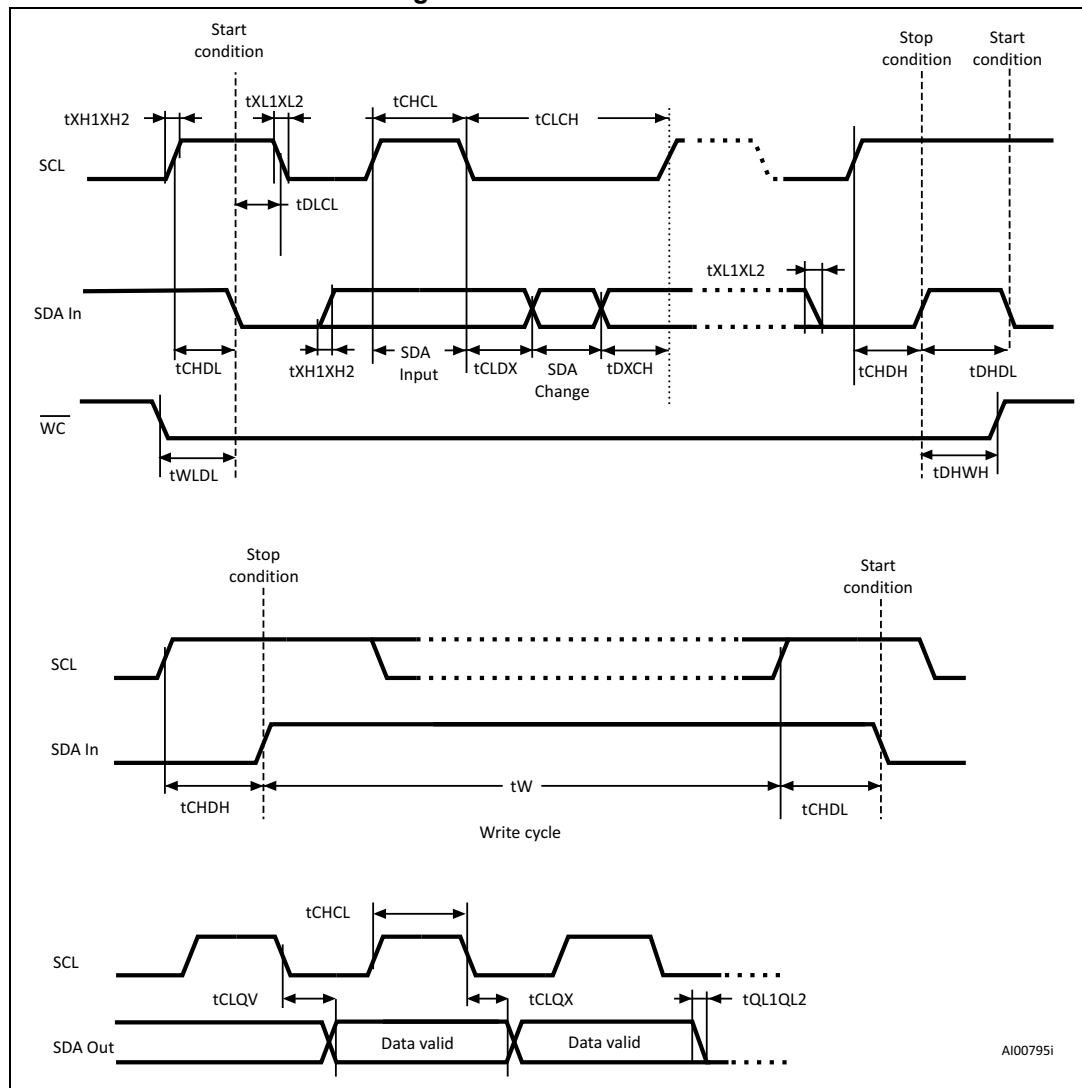 Start
condition
Stop
condition
Start
condition
tXH1XH2
tXL1XL2
tCHCL
tCLCH
SCL
tDLCL
tXL1XL2
SDA In
tCHDL
tXH1XH2
SDA
Input
tCLDX
SDA
Change
tDXCH
tCHDH
tDHDL
WC
tWLDL
tDHWH
Stop
condition
Start
condition
SCL
SDA In
tCHDH
tW
tCHDL
Write cycle
tCHCL
SCL
tCLQV
tCLQX
tQL1QL2
SDA Out
Data valid
Data valid
AI00795i